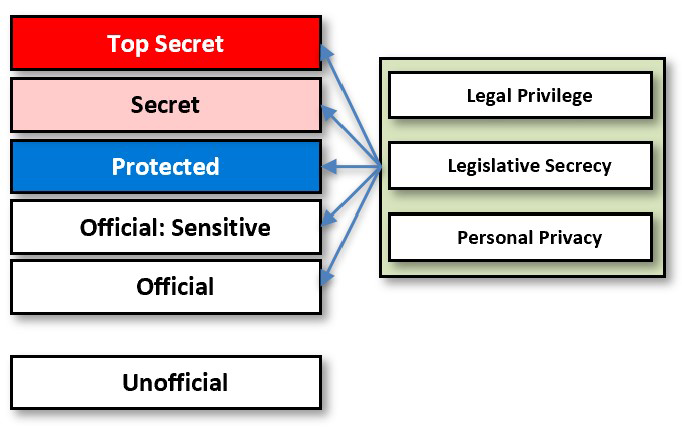 Top Secret
Secret
Protected
Official: Sensitive
Official
Unofficial
Legal Privilege
Legislative Secrecy
Personal Privacy